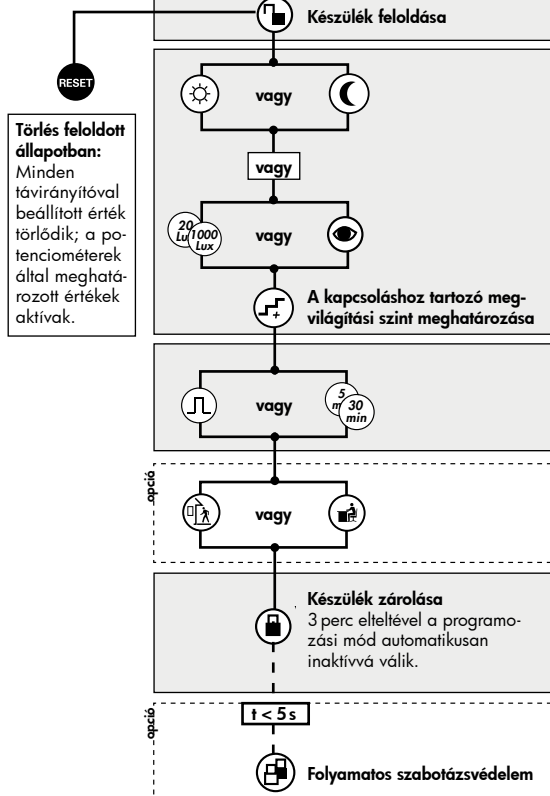 Készülék feloldása
RESET
vagy
Törlés feloldott
állapotban:
Minden
távirányítóval
beállított érték
törlődik; a po-
tenciométerek
által meghatá-
rozott értékek
aktívak.
vagy
20
Lu
1000
Lux
vagy
A kapcsoláshoz tartozó meg-
világítási szint meghatározása
vagy
5
m
30
min
opció
vagy
Készülék zárolása
3 perc elteltével a programo-
zási mód automatikusan
inaktívvá válik.
opció
t < 5 s
Folyamatos szabotázsvédelem